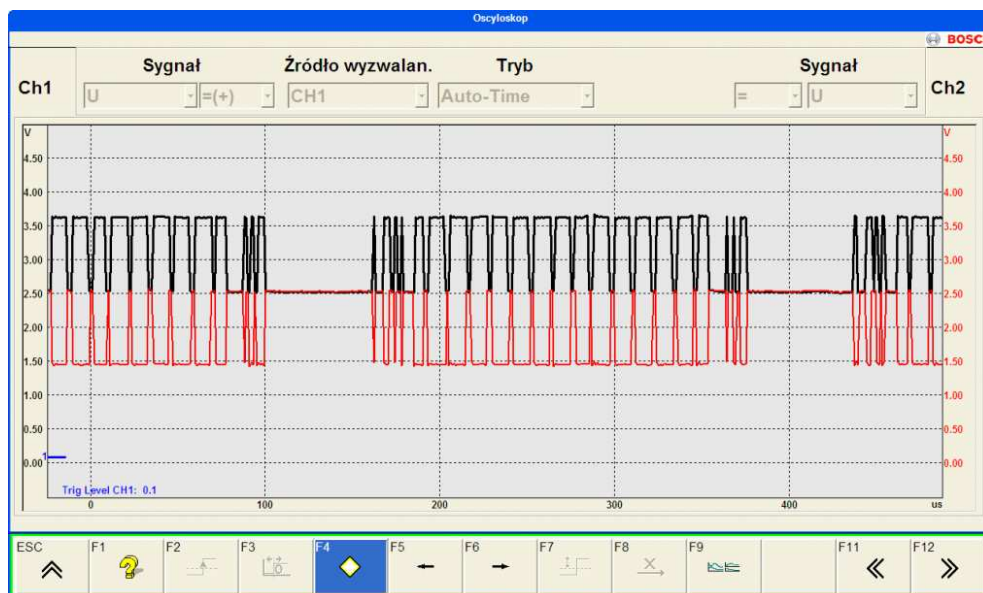 Oscyloskop
BOSC
Ch1
Sygnał
Źródło wyzwalan.
Tryb
Sygnał
Ch2
U
=(+)
CH1
Auto-Time
=
U
V
V
4.50
4.50
4.00
4.00
3.50
3.50
3.00
3.00
2.50
2.50
2.00
2.00
1.50
1.50
1.00
1.00
0.50
0.50
1
0.00
0.00
Trig Level CH1: 0.1
0
100
200
300
400
us
ESC
F1
F2
F3
F4
F5
F6
F7
F8
F9
F11
F12